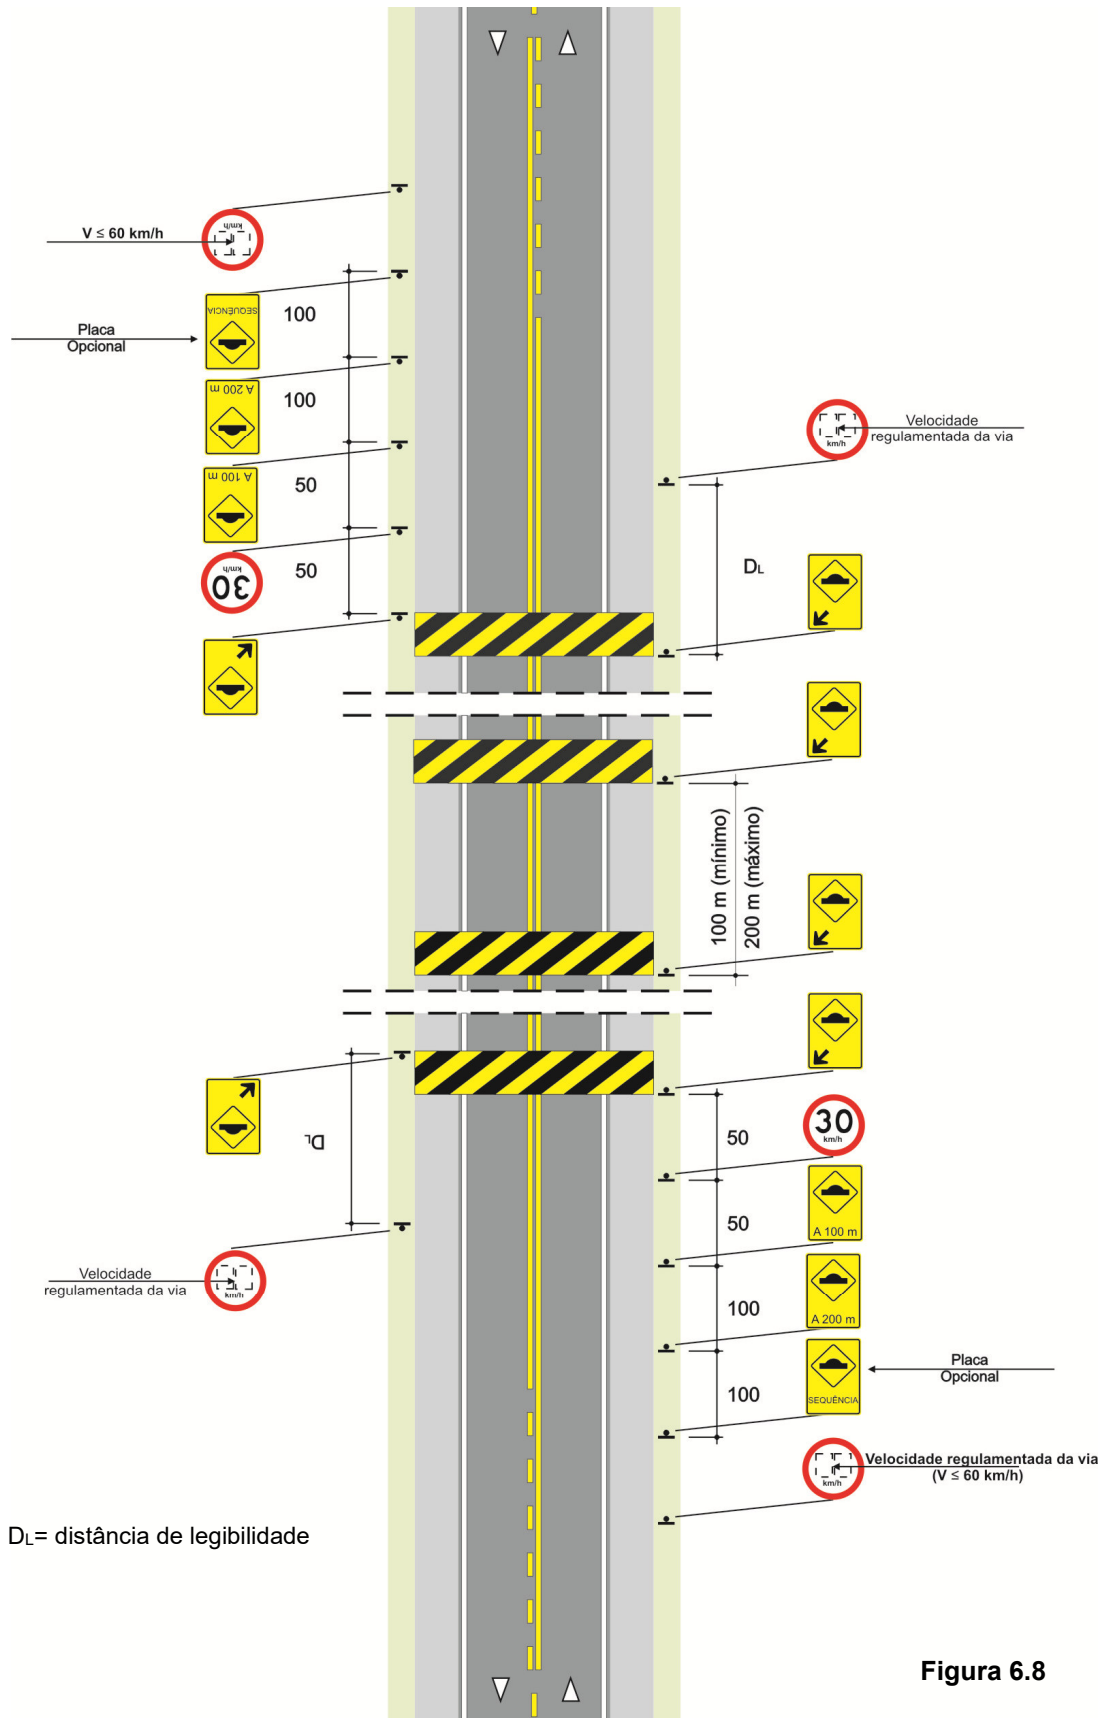 km/h
V ≤ 60 km/h
SEQUÊNCIA
100
Placa
Opcional
A 200 m
100
Velocidade
regulamentada da via
km/h
A 100 m
50
30
km/h
50
DL
100 m (mínimo)
200 m (máximo)
DL
30
km/h
50
A 100 m
50
Velocidade
regulamentada da via
km/h
A 200 m
100
Placa
Opcional
SEQUÊNCIA
100
Velocidade regulamentada da via
(V ≤ 60 km/h)
km/h
DL= distância de legibilidade
Figura 6.8